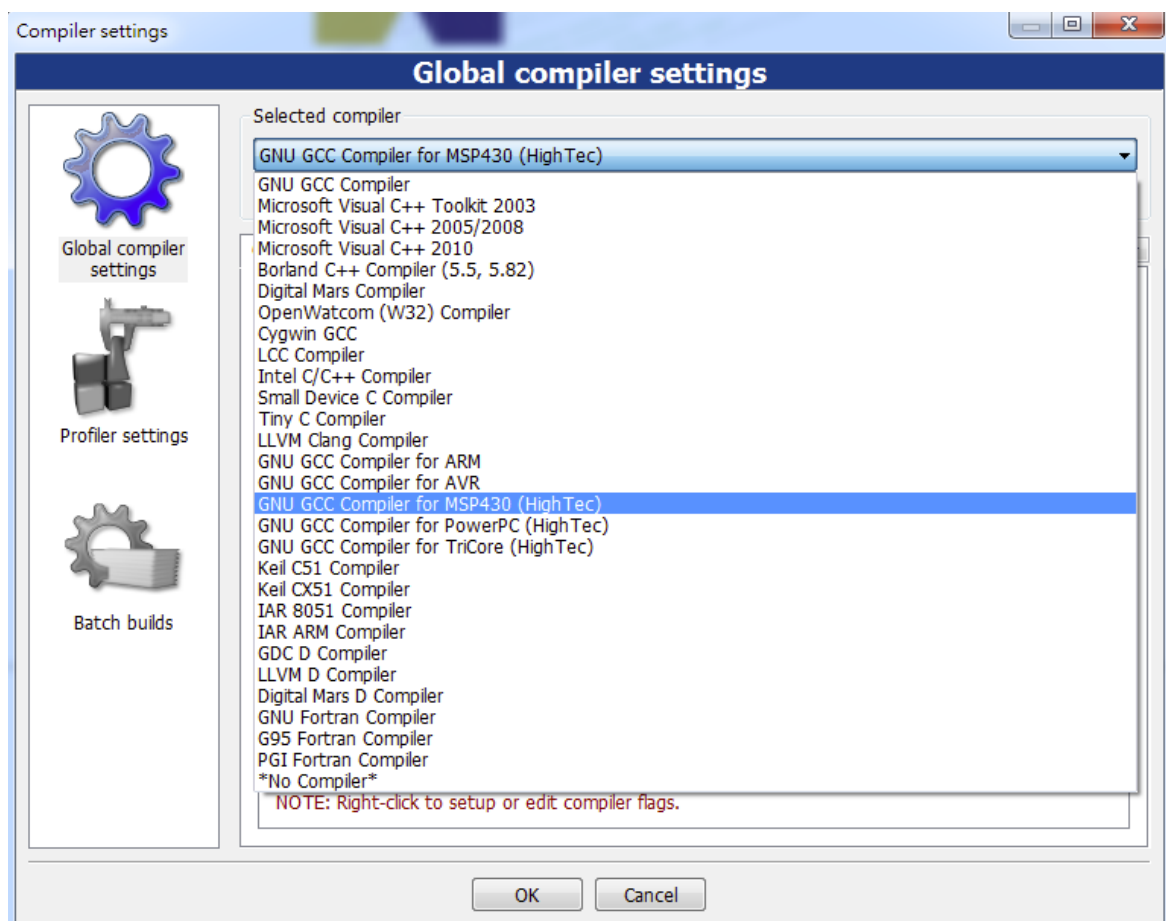 Compiler settings
Global compiler settings
Global compiler
settings
Profiler settings
Batch builds
Selected compiler
GNU GCC Compiler for MSP430 (HighTec)
GNU GCC Compiler
Microsoft Visual C++ Toolkit 2003
Microsoft Visual C++ 2005/2008
Microsoft Visual C++ 2010
Borland C++ Compiler (5.5, 5.82)
Digital Mars Compiler
OpenWatcom (W32) Compiler
Cygwin GCC
LCC Compiler
Intel C/C++ Compiler
Small Device C Compiler
Tiny C Compiler
LLVM Clang Compiler
GNU GCC Compiler for ARM
GNU GCC Compiler for AVR
GNU GCC Compiler for MSP430 (HighTec)
GNU GCC Compiler for PowerPC (HighTec)
GNU GCC Compiler for TriCore (HighTec)
Keil C51 Compiler
Keil CX51 Compiler
IAR 8051 Compiler
IAR ARM Compiler
GDC D Compiler
LLVM D Compiler
Digital Mars D Compiler
GNU Fortran Compiler
G95 Fortran Compiler
PGI Fortran Compiler
*No Compiler*
NOTE: Right-click to setup or edit compiler flags.
OK
Cancel